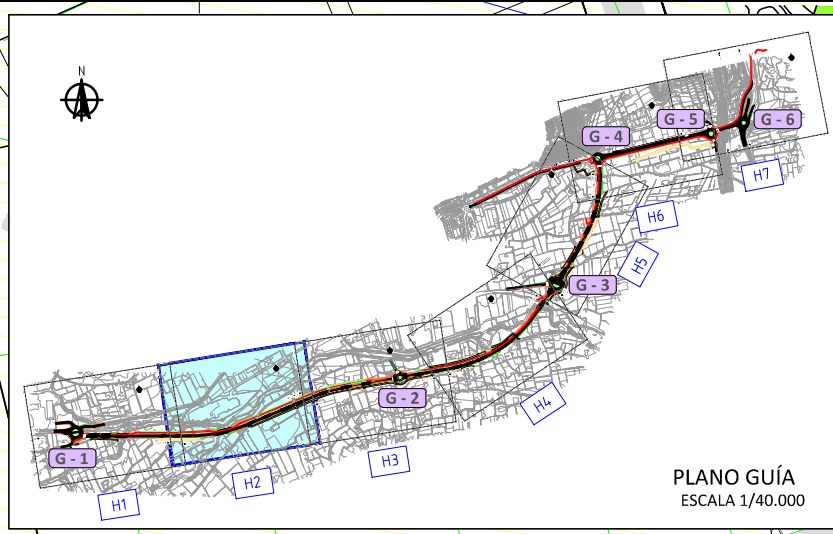 N
G - 4
G - 5
G - 6
H7
H6
H5
G - 3
G - 2
H4
G - 1
H3
H2
H1
PLANO GUÍA
ESCALA 1/40.000